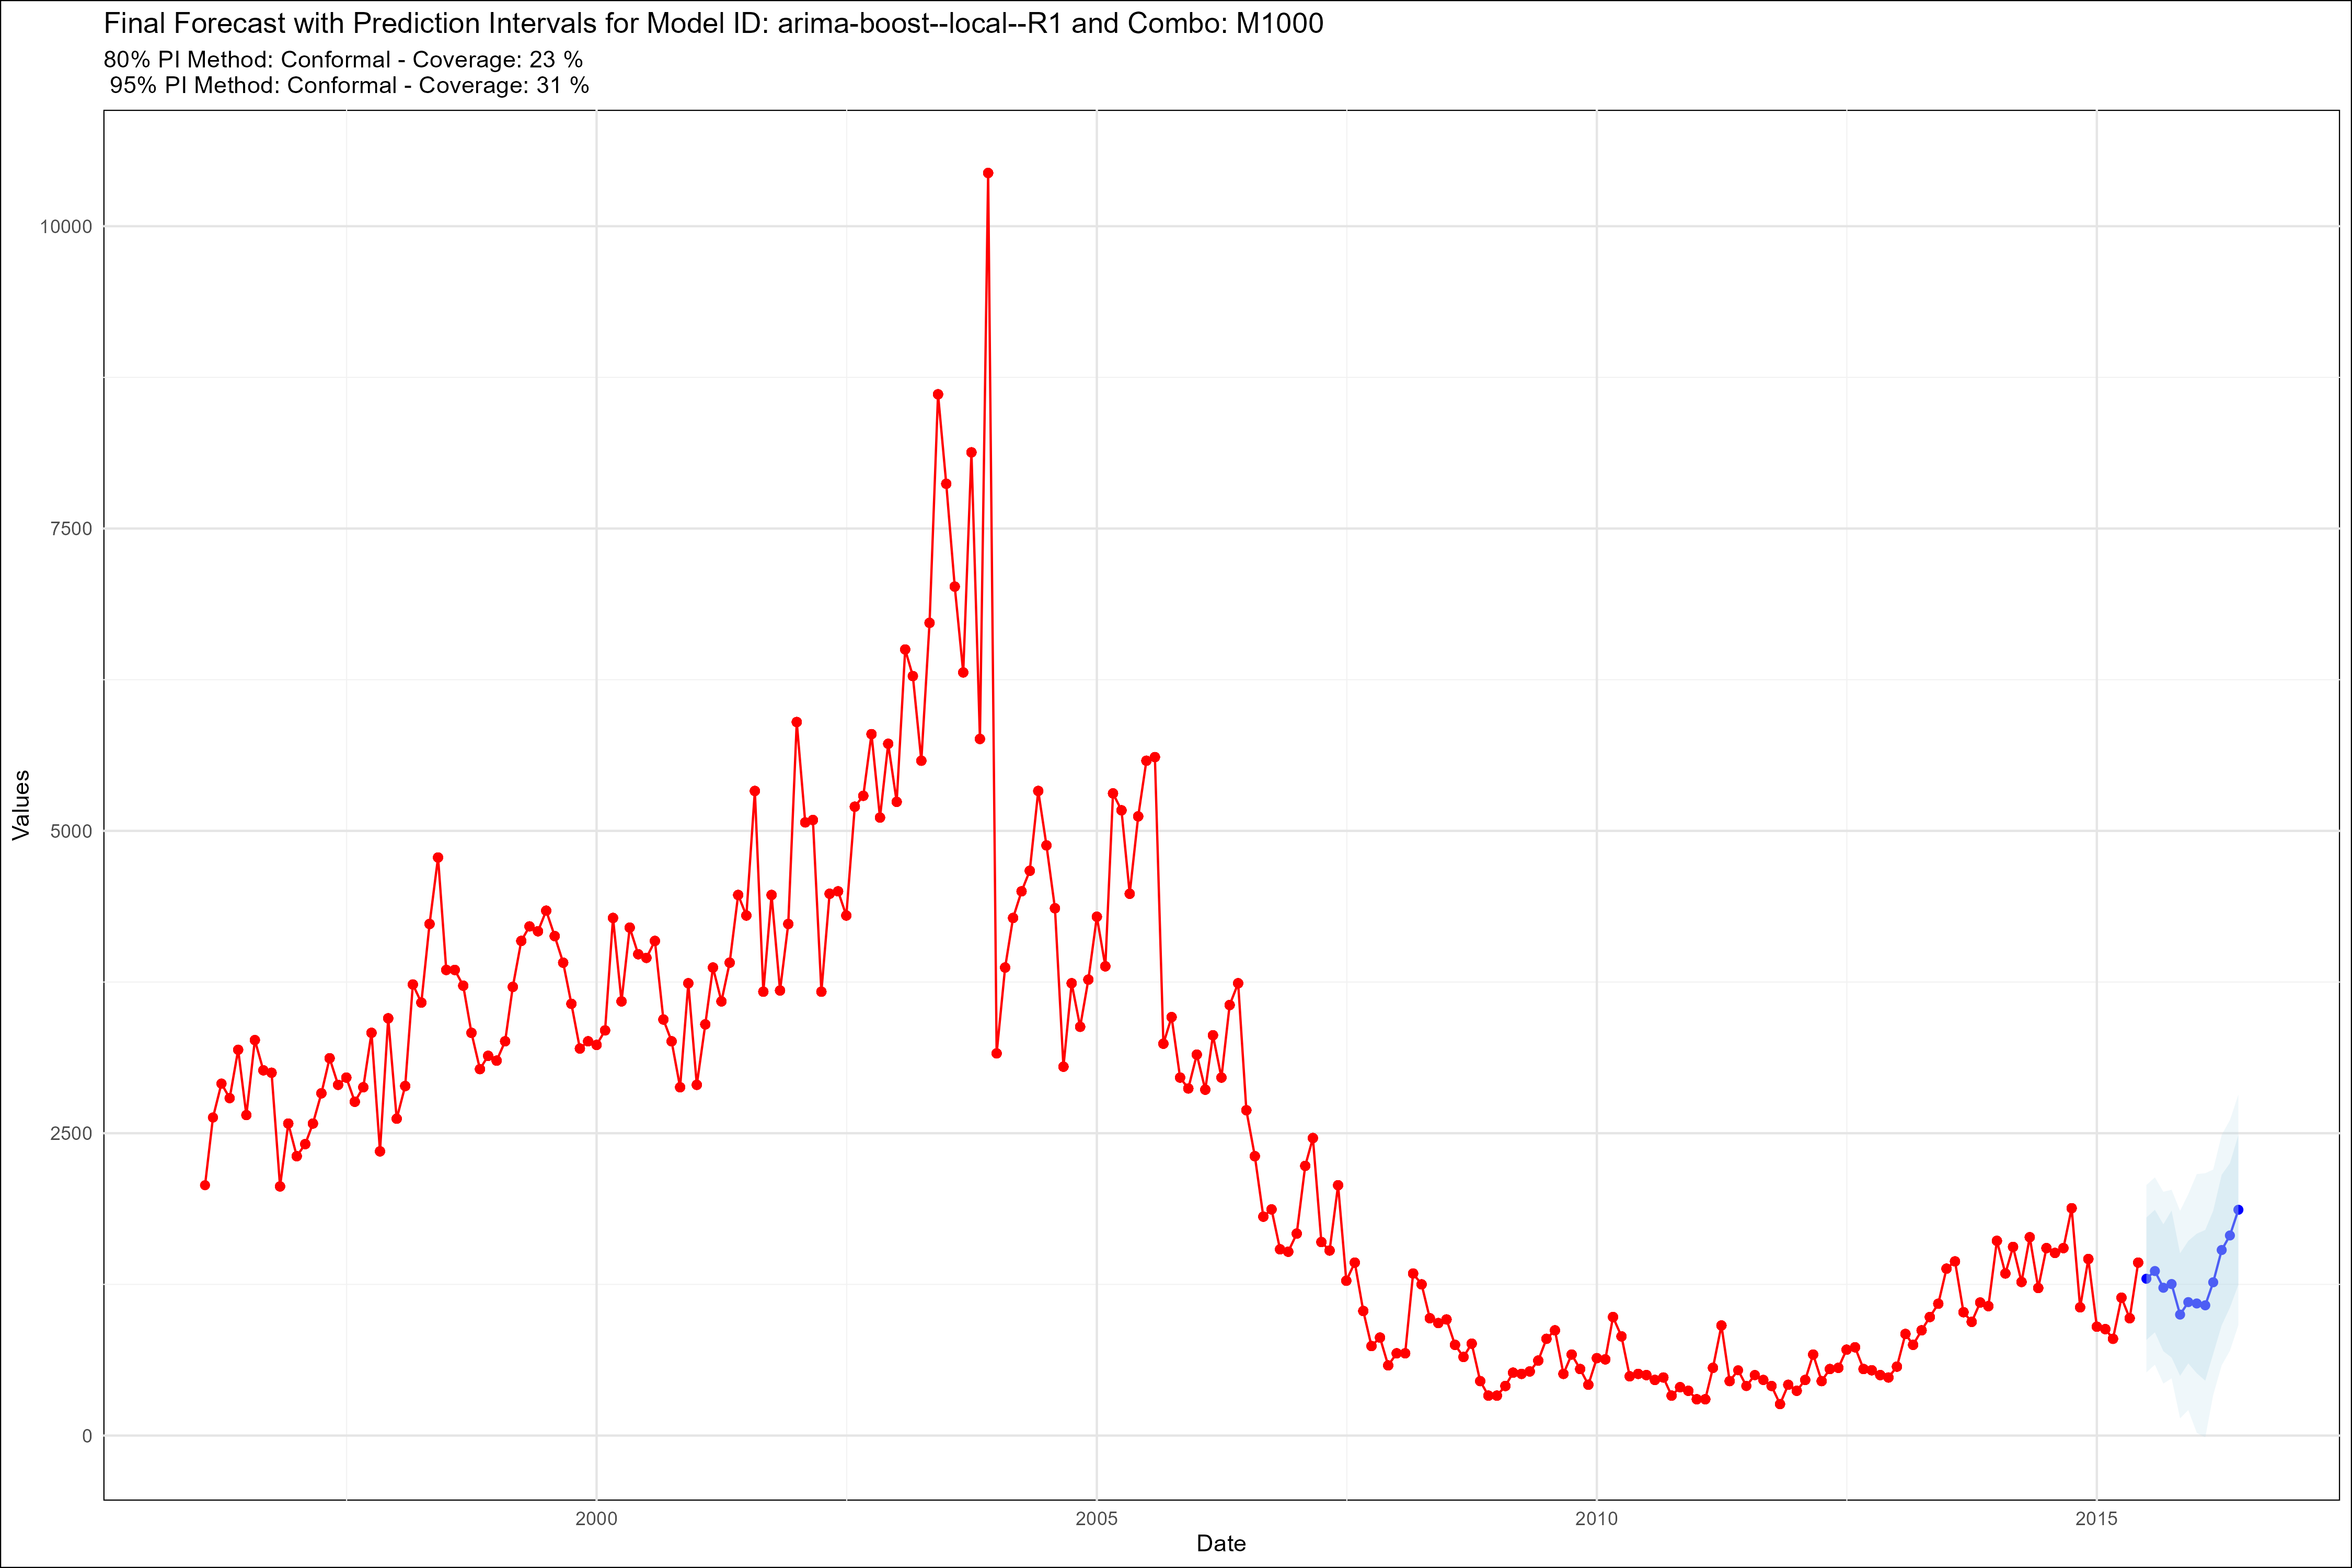 Final Forecast with Prediction Intervals for Model ID: arima-boost--local--R1 and Combo: M1000
80% PI Method: Conformal - Coverage: 23 %
95% PI Method: Conformal - Coverage: 31 %
10000
7500
5000
2500
0
Values
2000
2005
2010
2015
Date